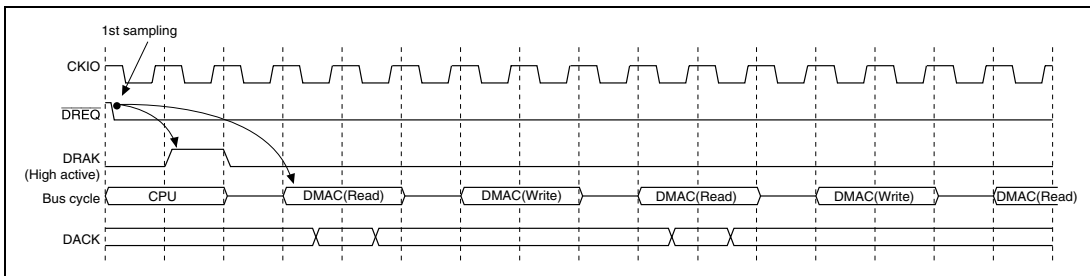 1st sampling
CKIO
DREQ
DRAK
(High active)
Bus cycle CPU DMAC(Read) DMAC(Write) DMAC(Read) DMAC(Write) DMAC(Read)
DACK